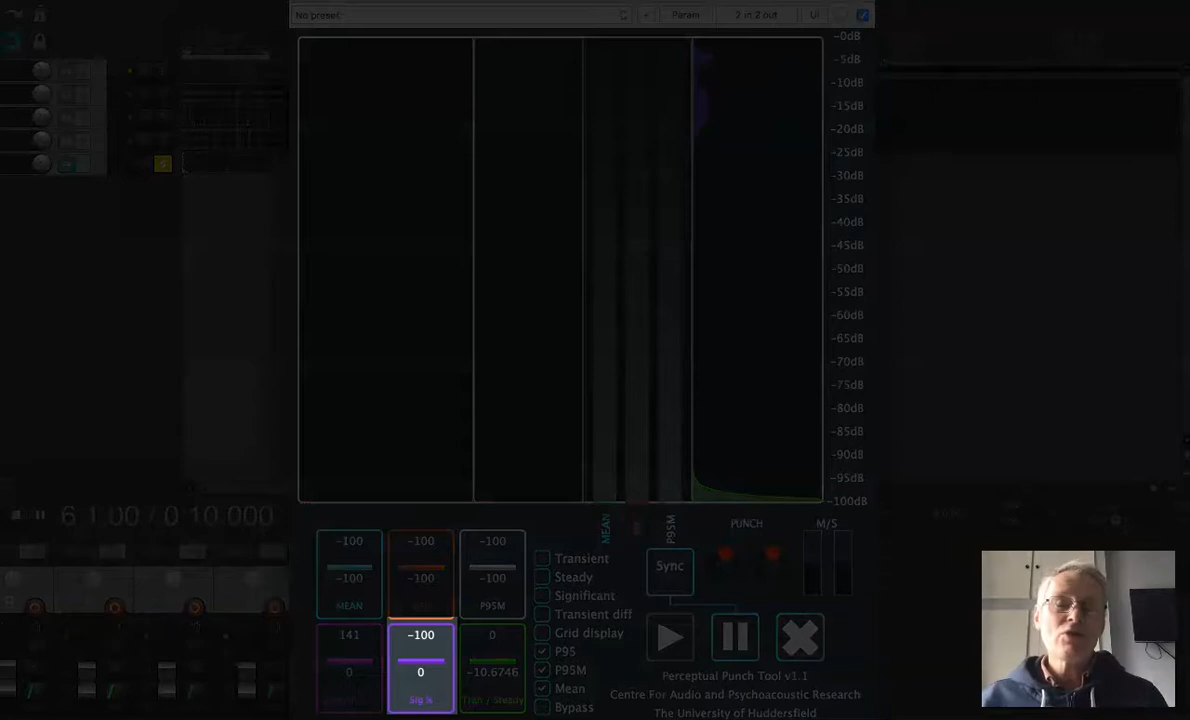 No preset*
+
Param
2 in 2 out
UI
-0dB
-5dB
-10dB
-15dB
-20dB
-25dB
-30dB
-35dB
-40dB
-45dB
-50dB
-55dB
-60dB
-65dB
-70dB
-75dB
-80dB
-85dB
-90dB
-95dB
-100dB
6.1.00 / 0:10.000
MEAN
P95M
PUNCH
M/S
-100
-100
MEAN
-100
-100
-100
-100
P95M
141
0
-100
0
Sig %
0
-10.6746
Tran / Steady
Transient
Steady
Significant
Transient diff
Grid display
P95
P95M
Mean
Bypass
Sync
Perceptual Punch Tool v1.1
Centre For Audio and Psychoacoustic Research
The University of Huddersfield